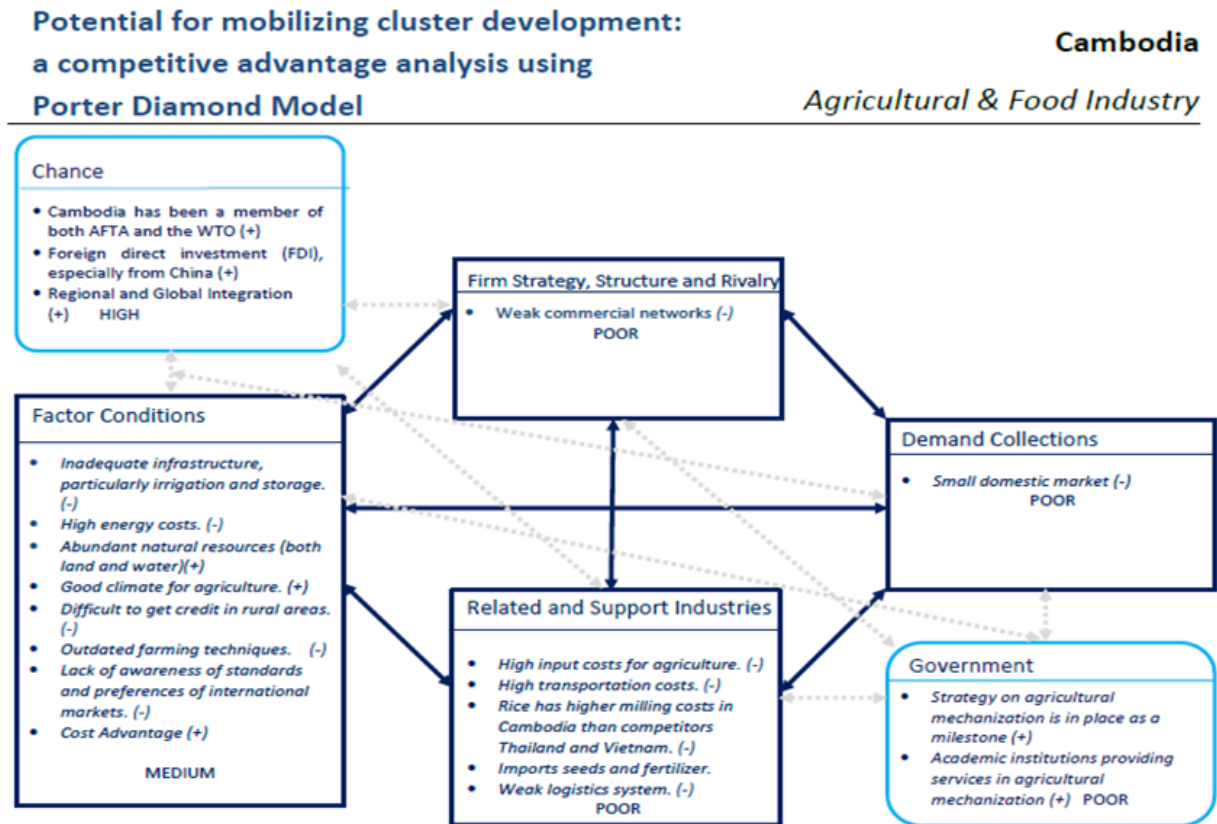 Potential for mobilizing cluster development:
a competitive advantage analysis using
Porter Diamond Model
Cambodia
Agricultural & Food Industry
Chance
• Cambodia has been a member of
both AFTA and the WTO (+)
• Foreign direct investment (FDI),
especially from China (+)
• Regional and Global Integration
(+) HIGH
Firm Strategy, Structure and Rivalry
• Weak commercial networks (-)
POOR
Factor Conditions
• Inadequate infrastructure,
particularly irrigation and storage.
(-)
• High energy costs. (-)
• Abundant natural resources (both
land and water)(+)
• Good climate for agriculture. (+)
• Difficult to get credit in rural areas.
(-)
• Outdated farming techniques. (-)
• Lack of awareness of standards
and preferences of international
markets. (-)
• Cost Advantage (+)
MEDIUM
Demand Collections
• Small domestic market (-)
POOR
Related and Support Industries
• High input costs for agriculture. (-)
• High transportation costs. (-)
• Rice has higher milling costs in
Cambodia than competitors
Thailand and Vietnam. (-)
• Imports seeds and fertilizer.
• Weak logistics system. (-)
POOR
Government
• Strategy on agricultural
mechanization is in place as a
milestone (+)
• Academic institutions providing
services in agricultural
mechanization (+) POOR